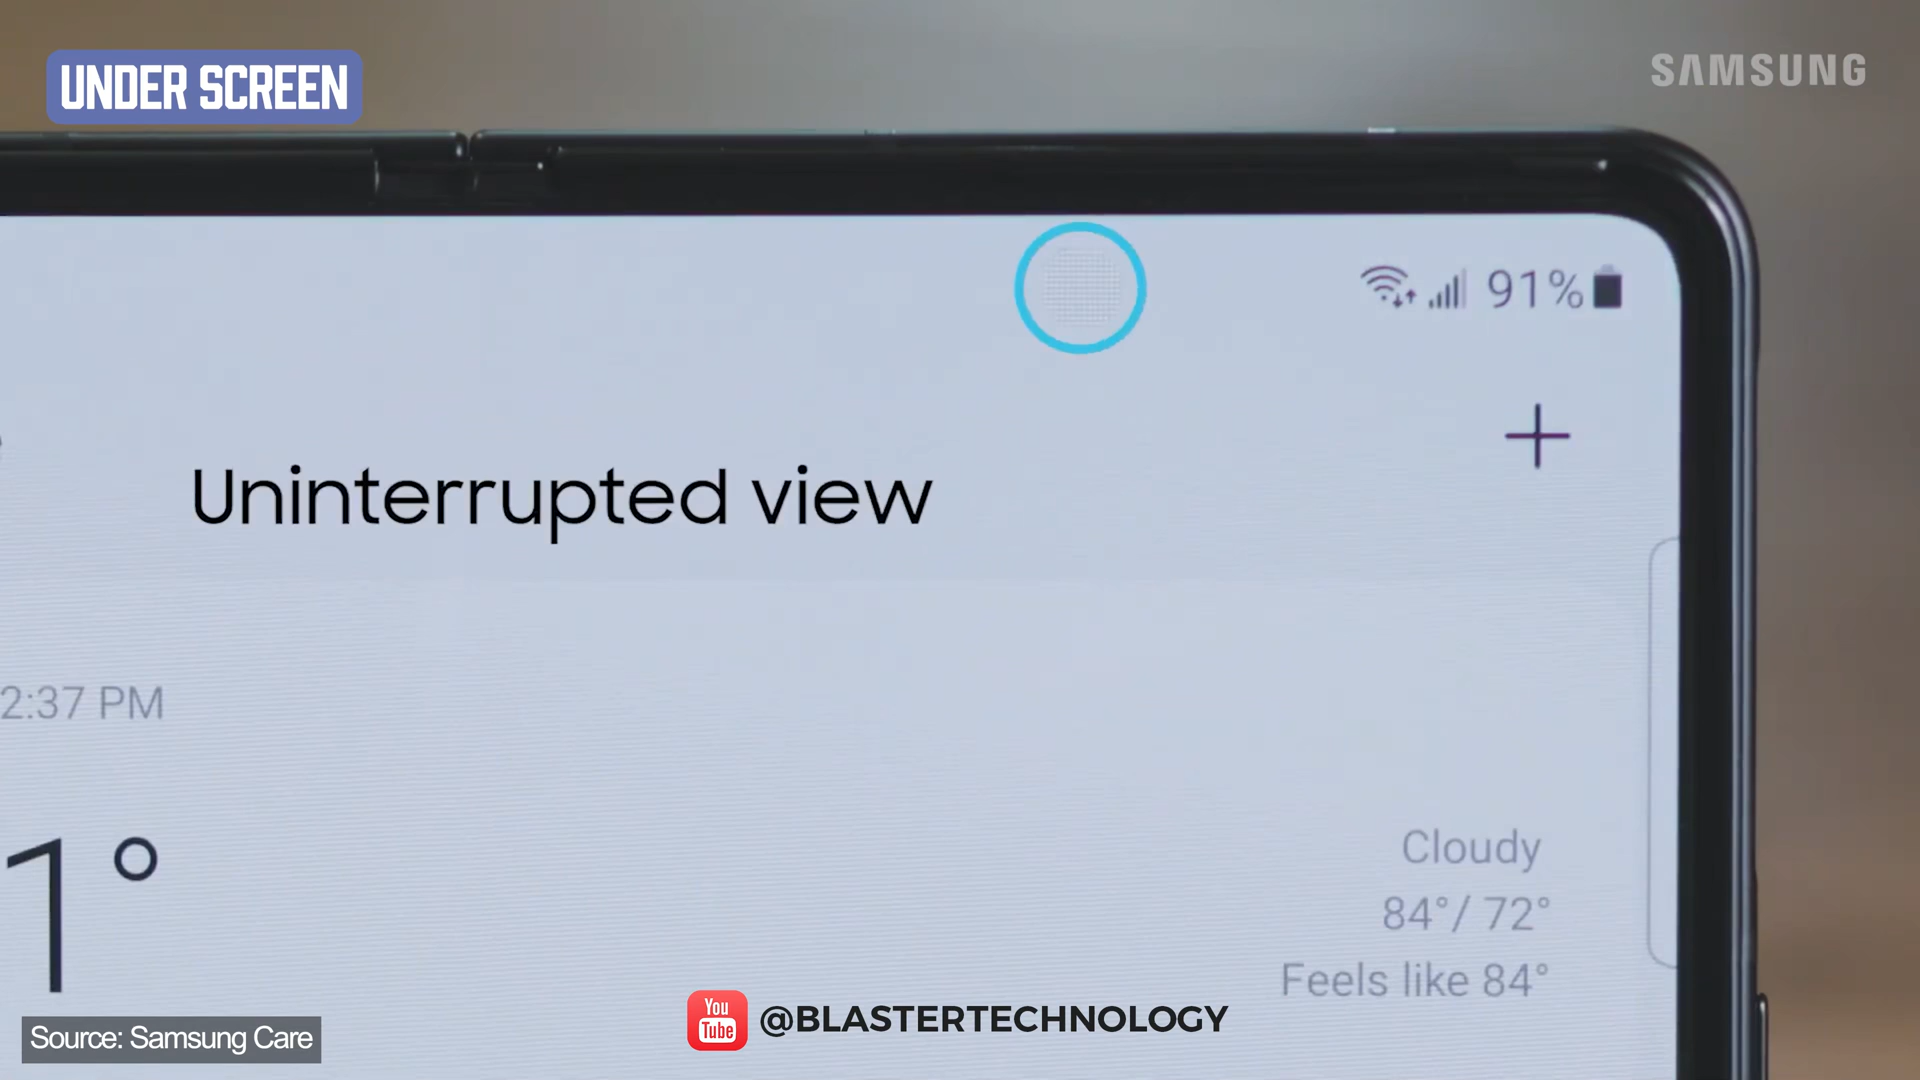 UNDER SCREEN
SAMSUNG
91%
Uninterrupted view
2:37 PM
1°
Cloudy
84°/ 72°
Feels like 84°
You
Tube
@BLASTERTECHNOLOGY
Source: Samsung Care